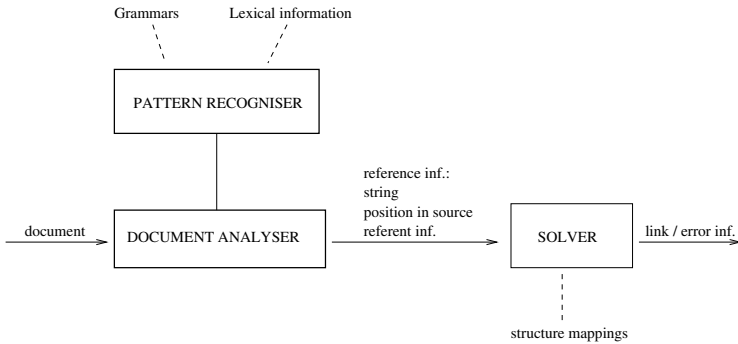 Grammars
Lexical information
PATTERN RECOGNISER
reference inf.:
string
position in source
referent inf.
document
DOCUMENT ANALYSER
SOLVER
link / error inf.
structure mappings